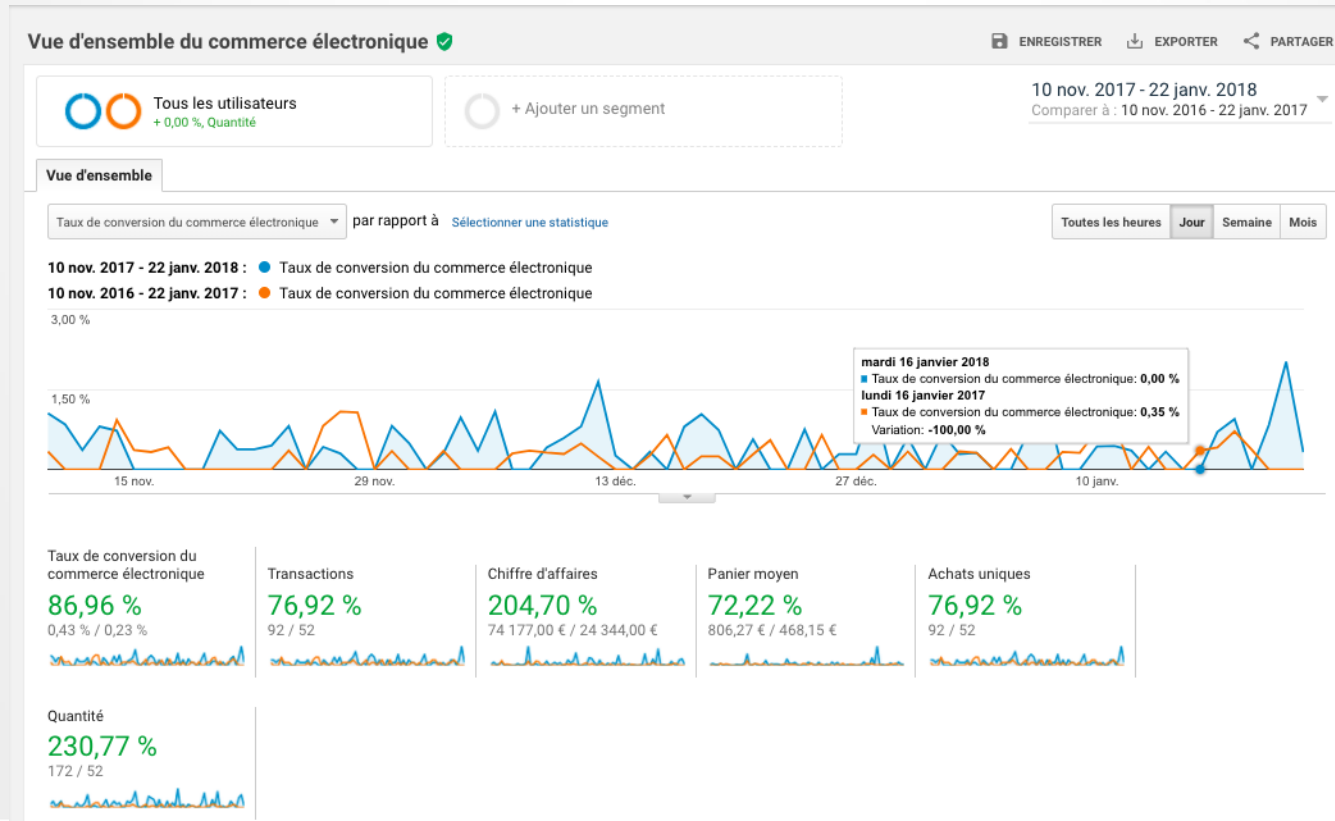 Vue d'ensemble du commerce électronique
ENREGISTRER EXPORTER PARTAGER
Tous les utilisateurs
+ 0,00 %, Quantité
+ Ajouter un segment
10 nov. 2017 - 22 janv. 2018
Comparer à : 10 nov. 2016 - 22 janv. 2017
Vue d'ensemble
Taux de conversion du commerce électronique par rapport à Sélectionner une statistique
Toutes les heures Jour Semaine Mois
10 nov. 2017 - 22 janv. 2018 : Taux de conversion du commerce électronique
10 nov. 2016 - 22 janv. 2017 : Taux de conversion du commerce électronique
3,00 %
1,50 %
mardi 16 janvier 2018
Taux de conversion du commerce électronique: 0,00 %
lundi 16 janvier 2017
Taux de conversion du commerce électronique: 0,35 %
Variation: -100,00 %
15 nov. 29 nov. 13 déc. 27 déc. 10 janv.
Taux de conversion du
commerce électronique
86,96 %
0,43 % / 0,23 %
Transactions
76,92 %
92 / 52
Chiffre d'affaires
204,70 %
74 177,00 € / 24 344,00 €
Panier moyen
72,22 %
806,27 € / 468,15 €
Achats uniques
76,92 %
92 / 52
Quantité
230,77 %
172 / 52